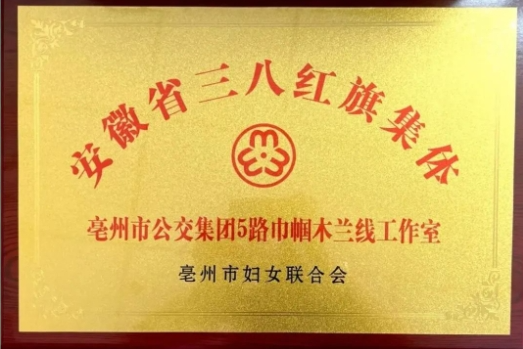 安徽省三八红旗集体
亳州市公交集团5路巾帼木兰线工作室
亳州市妇女联合会